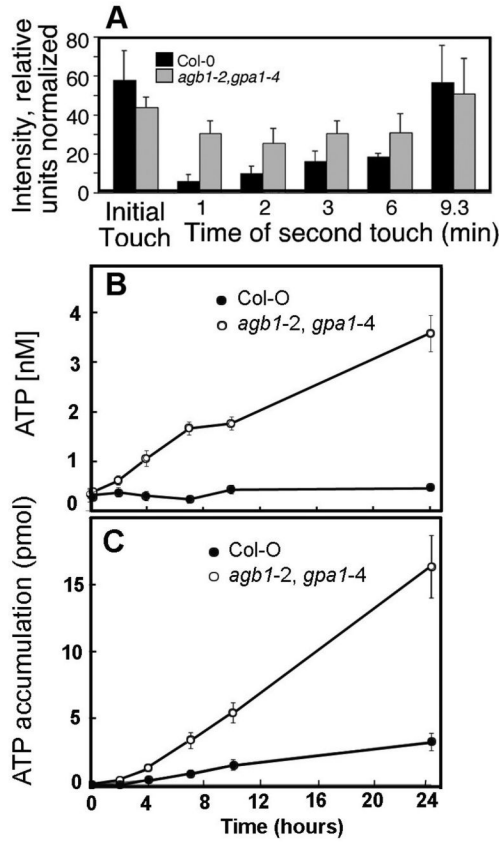 A
Intensity, relative
units normalized
80
60
40
20
0
Col-0
agb1-2,gpa1-4
Initial
Touch
1 2 3 6 9.3
Time of second touch (min)
B
Col-O
agb1-2, gpa1-4
ATP [nM]
4
3
2
1
0
C
Col-O
agb1-2, gpa1-4
ATP accumulation (pmol)
15
10
5
0
0 4 8 12 16 20 24
Time (hours)